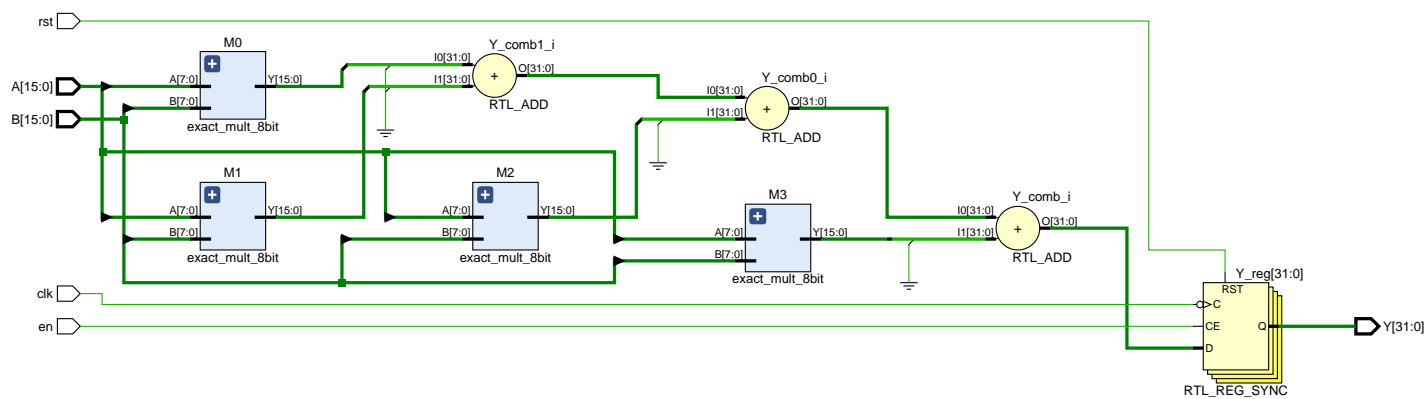 rst
M0
Y_comb1_i
A[7:0]
Y[15:0]
B[7:0]
exact_mult_8bit
I0[31:0]
I1[31:0]
O[31:0]
+
RTL_ADD
A[15:0]
B[15:0]
Y_comb0_i
I0[31:0]
I1[31:0]
O[31:0]
+
RTL_ADD
M1
A[7:0]
Y[15:0]
B[7:0]
exact_mult_8bit
M2
A[7:0]
Y[15:0]
B[7:0]
exact_mult_8bit
M3
A[7:0]
Y[15:0]
B[7:0]
exact_mult_8bit
Y_comb_i
I0[31:0]
I1[31:0]
O[31:0]
+
RTL_ADD
clk
en
Y_reg[31:0]
RST
C
CE
Q
D
RTL_REG_SYNC
Y[31:0]